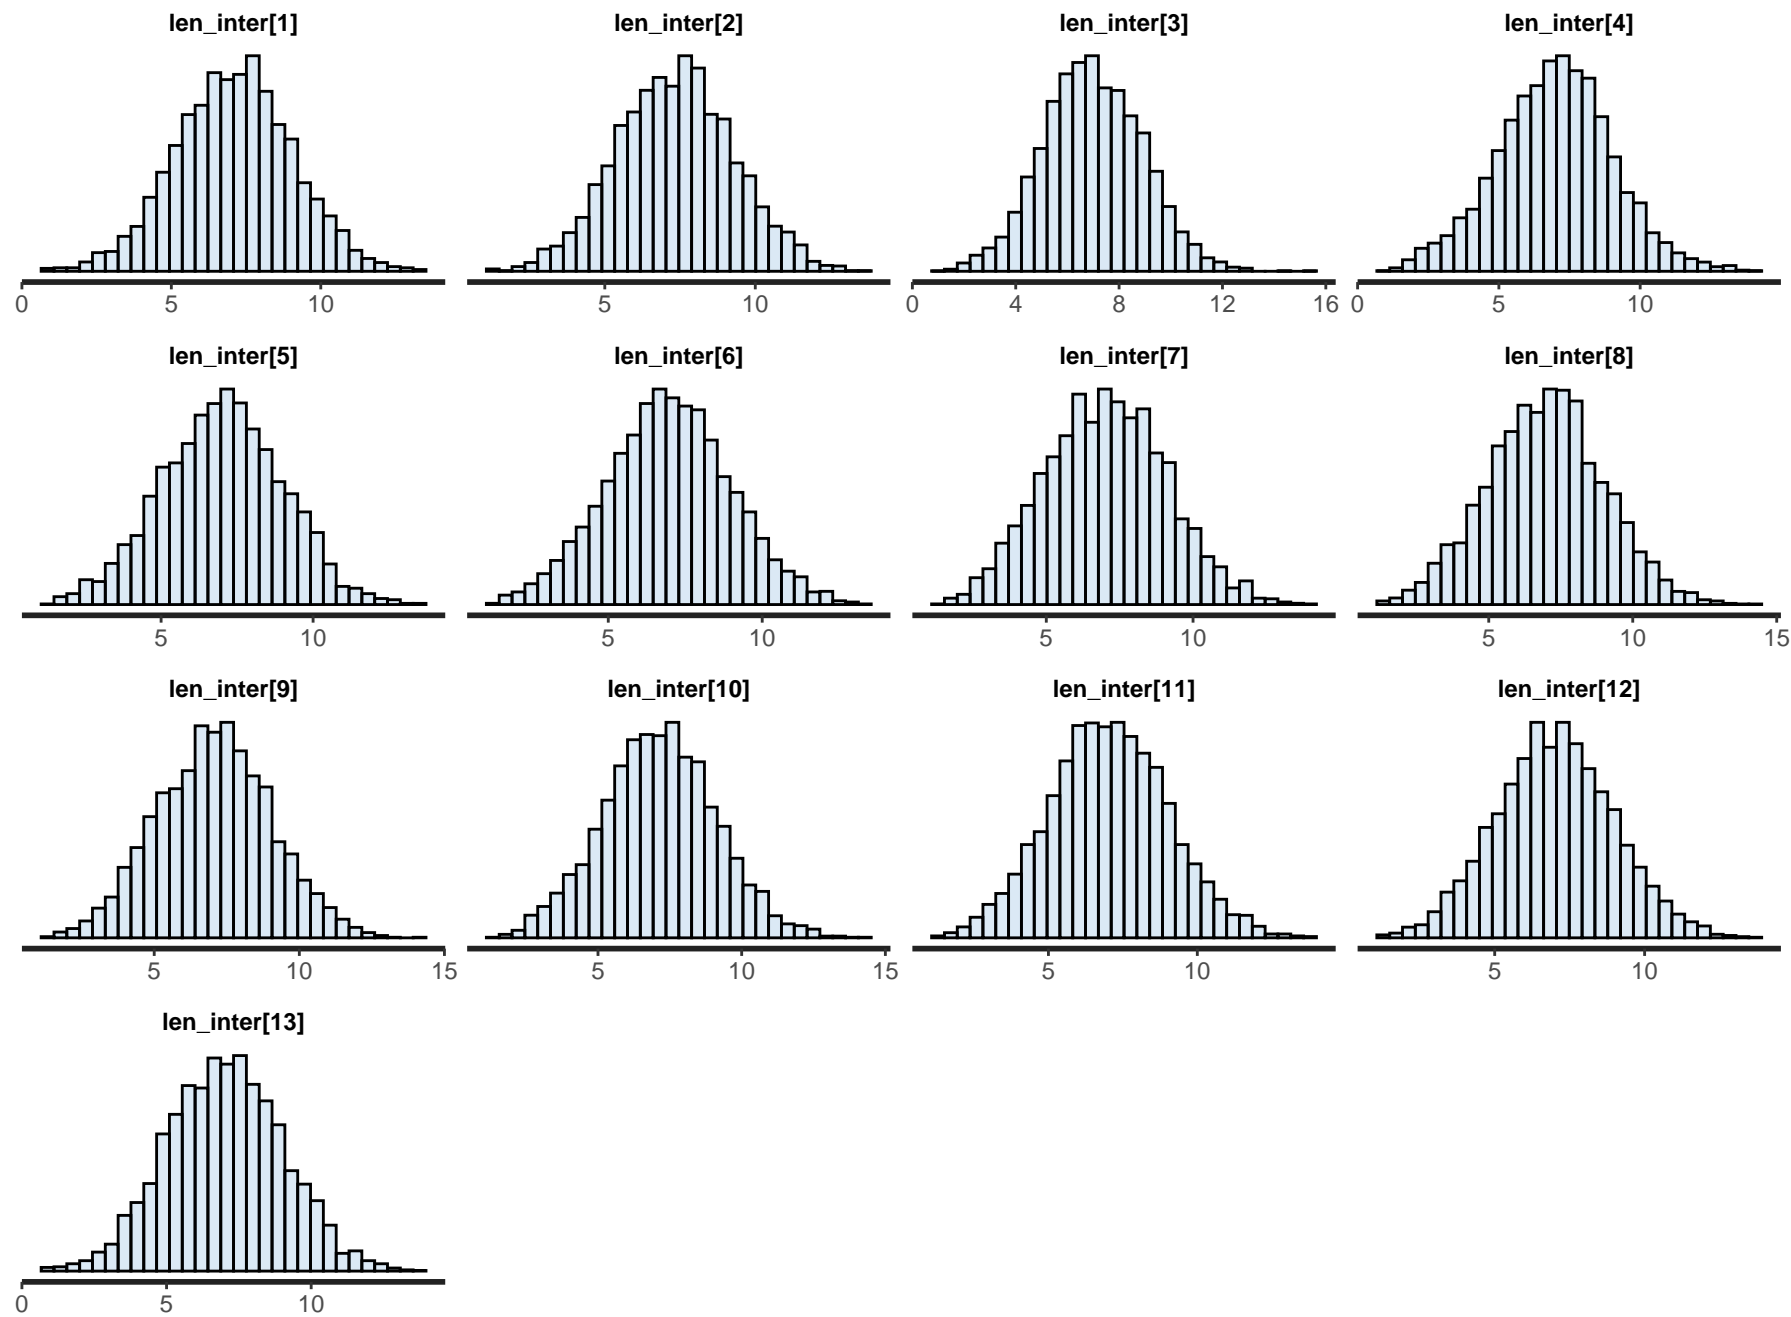 len_inter[1] len_inter[2] len_inter[3] len_inter[4]
0 5 10 5 10 0 4 8 12 16 0 5 10
len_inter[5] len_inter[6] len_inter[7] len_inter[8]
5 10 5 10 5 10 5 10 15
len_inter[9] len_inter[10] len_inter[11] len_inter[12]
5 10 15 5 10 15 5 10 5 10
len_inter[13]
0 5 10